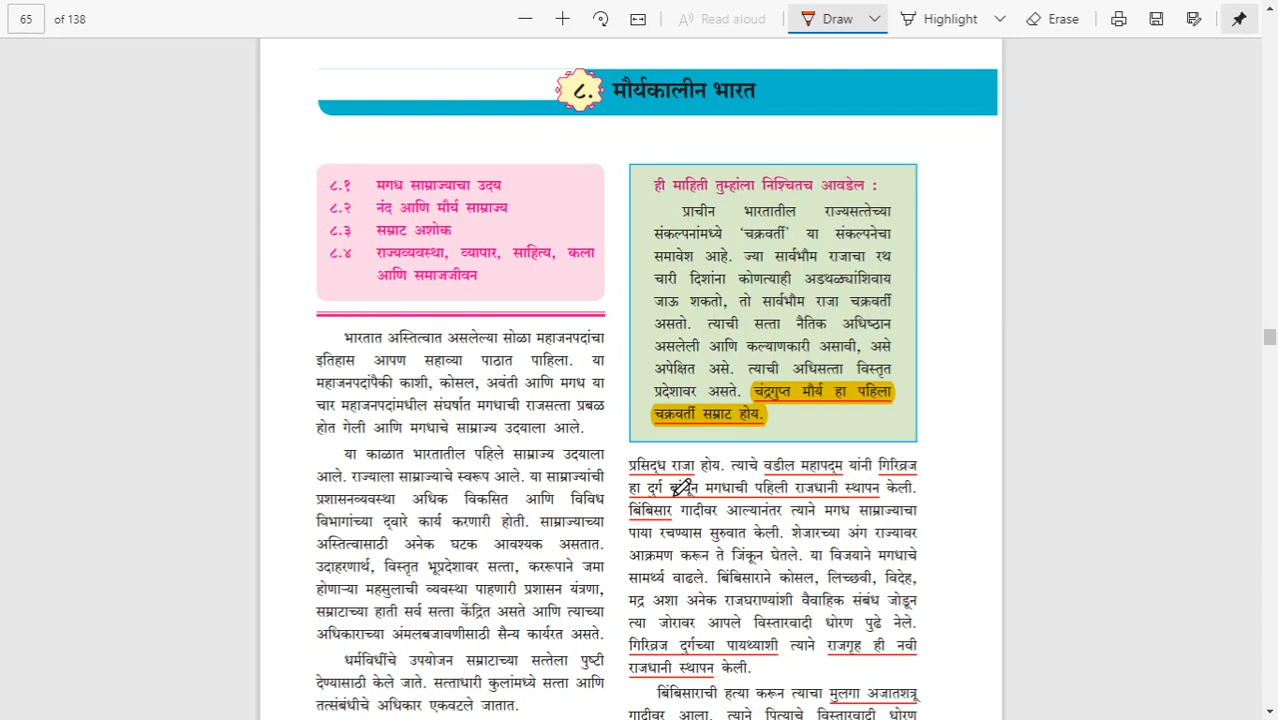 65 of 138
Read aloud
Draw
Highlight
Erase
८. मौर्यकालीन भारत
८.१ मगध साम्राज्याचा उदय
८.२ नंद आणि मौर्य साम्राज्य
८.३ सम्राट अशोक
८.४ राज्यव्यवस्था, व्यापार, साहित्य, कला
आणि समाजजीवन
भारतात अस्तित्वात असलेल्या सोळा महाजनपदांचा
इतिहास आपण सहाव्या पाठात पाहिला. या
महाजनपदांपैकी काशी, कोसल, अवंती आणि मगध या
चार महाजनपदांमधील संघर्षात मगधाची राजसत्ता प्रबळ
होत गेली आणि मगधाचे साम्राज्य उदयाला आले.
या काळात भारतातील पहिले साम्राज्य उदयाला
आले. राज्याला साम्राज्याचे स्वरूप आले. या साम्राज्यांची
प्रशासनव्यवस्था अधिक विकसित आणि विविध
विभागांच्या द्वारे कार्य करणारी होती. साम्राज्याच्या
अस्तित्वासाठी अनेक घटक आवश्यक असतात.
उदाहरणार्थ, विस्तृत भूप्रदेशावर सत्ता, कररूपाने जमा
होणाऱ्या महसुलाची व्यवस्था पाहणारी प्रशासन यंत्रणा,
सम्राटाच्या हाती सर्व सत्ता केंद्रित असते आणि त्याच्या
अधिकाराच्या अंमलबजावणीसाठी सैन्य कार्यरत असते.
धर्मविधींचे उपयोजन सम्राटाच्या सत्तेला पुष्टी
देण्यासाठी केले जाते. सत्ताधारी कुलांमध्ये सत्ता आणि
तत्संबंधीचे अधिकार एकवटले जातात.
ही माहिती तुम्हांला निश्चितच आवडेल :
प्राचीन भारतातील राज्यसत्तेच्या
संकल्पनांमध्ये ‘चक्रवर्ती’ या संकल्पनेचा
समावेश आहे. ज्या सार्वभौम राजाचा रथ
चारी दिशांना कोणत्याही अडथळ्यांशिवाय
जाऊ शकतो, तो सार्वभौम राजा चक्रवर्ती
असतो. त्याची सत्ता नैतिक अधिष्ठान
असलेली आणि कल्याणकारी असावी, असे
अपेक्षित असे. त्याची अधिसत्ता विस्तृत
प्रदेशावर असते. चंद्रगुप्त मौर्य हा पहिला
चक्रवर्ती सम्राट होय.
प्रसिद्ध राजा होय. त्याचे वडील महापद्म यांनी गिरिव्रज
हा दुर्ग मगधाची पहिली राजधानी स्थापन केली.
बिंबिसार गादीवर आल्यानंतर त्याने मगध साम्राज्याचा
पाया रचण्यास सुरुवात केली. शेजारच्या अंग राज्यावर
आक्रमण करून ते जिंकून घेतले. या विजयाने मगधाचे
सामर्थ्य वाढले. बिंबिसाराने कोसल, लिच्छवी, विदेह,
मद्र अशा अनेक राजघराण्यांशी वैवाहिक संबंध जोडून
त्या जोरावर आपले विस्तारवादी धोरण पुढे नेले.
गिरिव्रज दुर्गच्या पायथ्याशी त्याने राजगृह ही नवी
राजधानी स्थापन केली.
बिंबिसाराची हत्या करून त्याचा मुलगा अजातशत्रू
गादीवर आला. त्याने पित्याचे विस्तारवादी धोरण